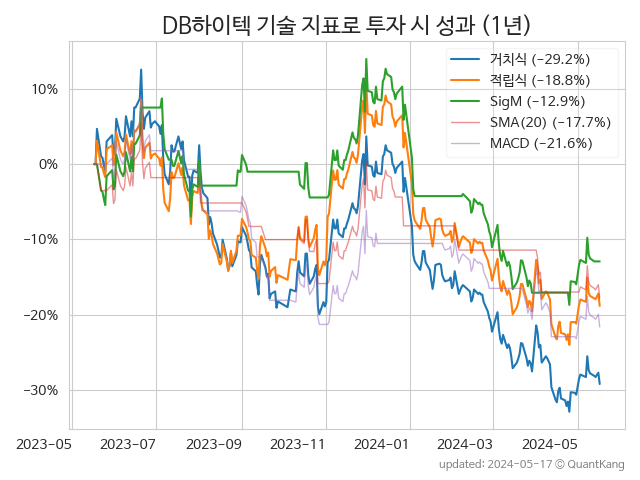 DB하이텍 기술 지표로 투자 시 성과 (1년)
거치식 (−29.2%)
적립식 (−18.8%)
SigM (−12.9%)
SMA(20) (−17.7%)
MACD (−21.6%)
10%
0%
−10%
−20%
−30%
2023-05 2023-07 2023-09 2023-11 2024-01 2024-03 2024-05
updated: 2024-05-17 © QuantKang